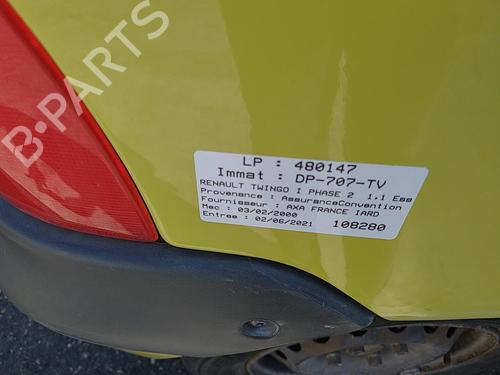 B-PARTS
LP : 480147
Immat : DP-707-TV
RENAULT TWINGO I PHASE 2 1.1 Ess
Provenance : AssuranceConvention
Fournisseur : AXA FRANCE IARD
Mec : 03/02/2000
Entree : 02/06/2021 108280